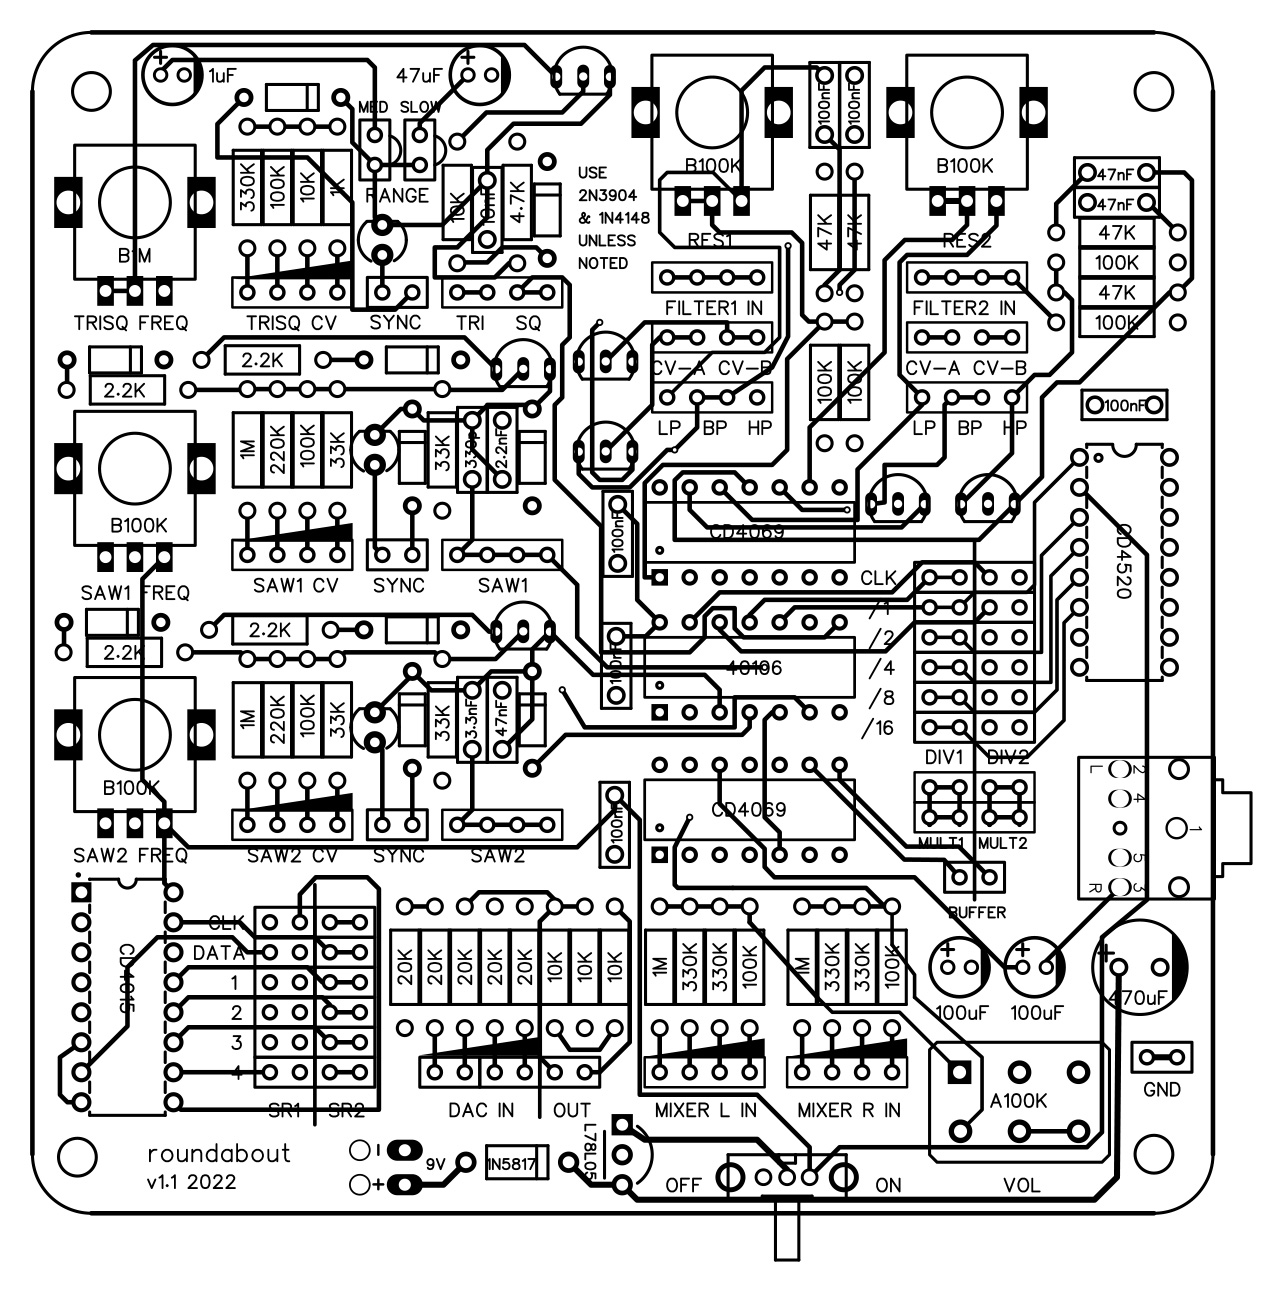 1uF
47uF
MED SLOW
330K 100K 10K 1K
RANGE
10K 10nF 4.7K
USE
2N3904
& 1N4148
UNLESS
NOTED
B1M
TRISQ FREQ
TRISQ CV
SYNC
TRI SQ
B100K
RES1
100nF 100nF
47K 47K
B100K
RES2
47nF
47nF
47K
100K
47K
100K
FILTER1 IN
CV-A CV-B
LP BP HP
FILTER2 IN
CV-A CV-B
LP BP HP
100K 100K
100nF
2.2K
2.2K
B100K
SAW1 FREQ
1M 220K 100K 33K
SAW1 CV
SYNC
33K 330p 2.2nF
SAW1
100nF
CD4069
CD4520
CLK
/1
/2
/4
/8
/16
DIV1 DIV2
2.2K
2.2K
B100K
SAW2 FREQ
1M 220K 100K 33K
SAW2 CV
SYNC
33K 3.3nF 47nF
SAW2
100nF
40106
100nF
CD4069
MULT1 MULT2
BUFFER
L 2
4
1
5
R 3
CD4015
CLK
DATA
1
2
3
4
SR1 SR2
20K 20K 20K 20K 20K 10K 10K 10K
DAC IN OUT
1M 330K 330K 100K
MIXER L IN
1M 330K 330K 100K
MIXER R IN
100uF
100uF
470uF
GND
A100K
VOL
roundabout
v1.1 2022
-
+
9V
1N5817
L78L05
OFF
ON